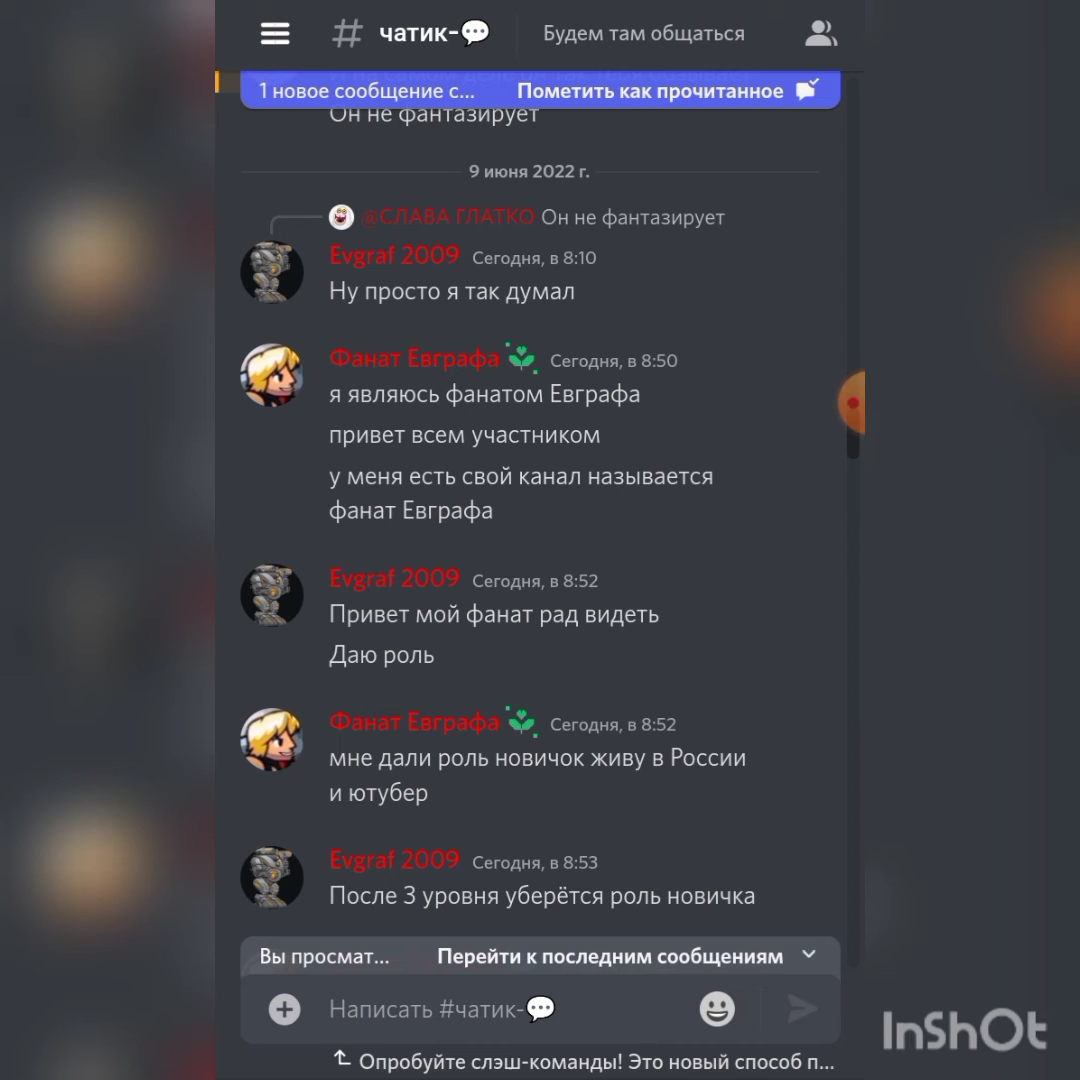 чатик-💬
Будем там общаться
1 новое сообщение с...
Пометить как прочитанное
Он не фантазирует
9 июня 2022 г.
@СЛАВА ГЛАТКО Он не фантазирует
Evgraf 2009 Сегодня, в 8:10
Ну просто я так думал
Фанат Евграфа Сегодня, в 8:50
я являюсь фанатом Евграфа
привет всем участником
у меня есть свой канал называется
фанат Евграфа
Evgraf 2009 Сегодня, в 8:52
Привет мой фанат рад видеть
Даю роль
Фанат Евграфа Сегодня, в 8:52
мне дали роль новичок живу в России
и ютубер
Evgraf 2009 Сегодня, в 8:53
После 3 уровня уберётся роль новичка
Вы просмат...
Перейти к последним сообщениям
Написать #чатик-💬
Опробуйте слэш-команды! Это новый способ п...
InShOt